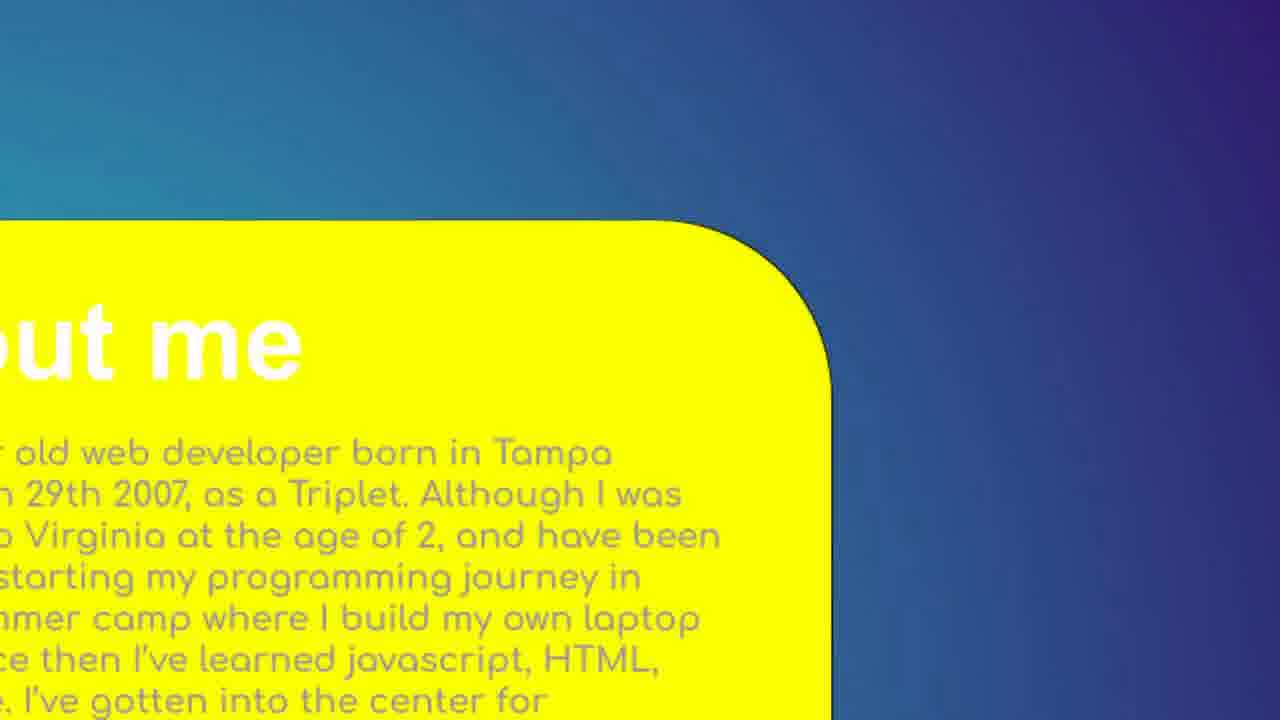 out me
old web developer born in Tampa
29th 2007, as a Triplet. Although I was
Virginia at the age of 2, and have been
starting my programming journey in
mmer camp where I build my own laptop
ce then I've learned javascript, HTML,
e. I've gotten into the center for